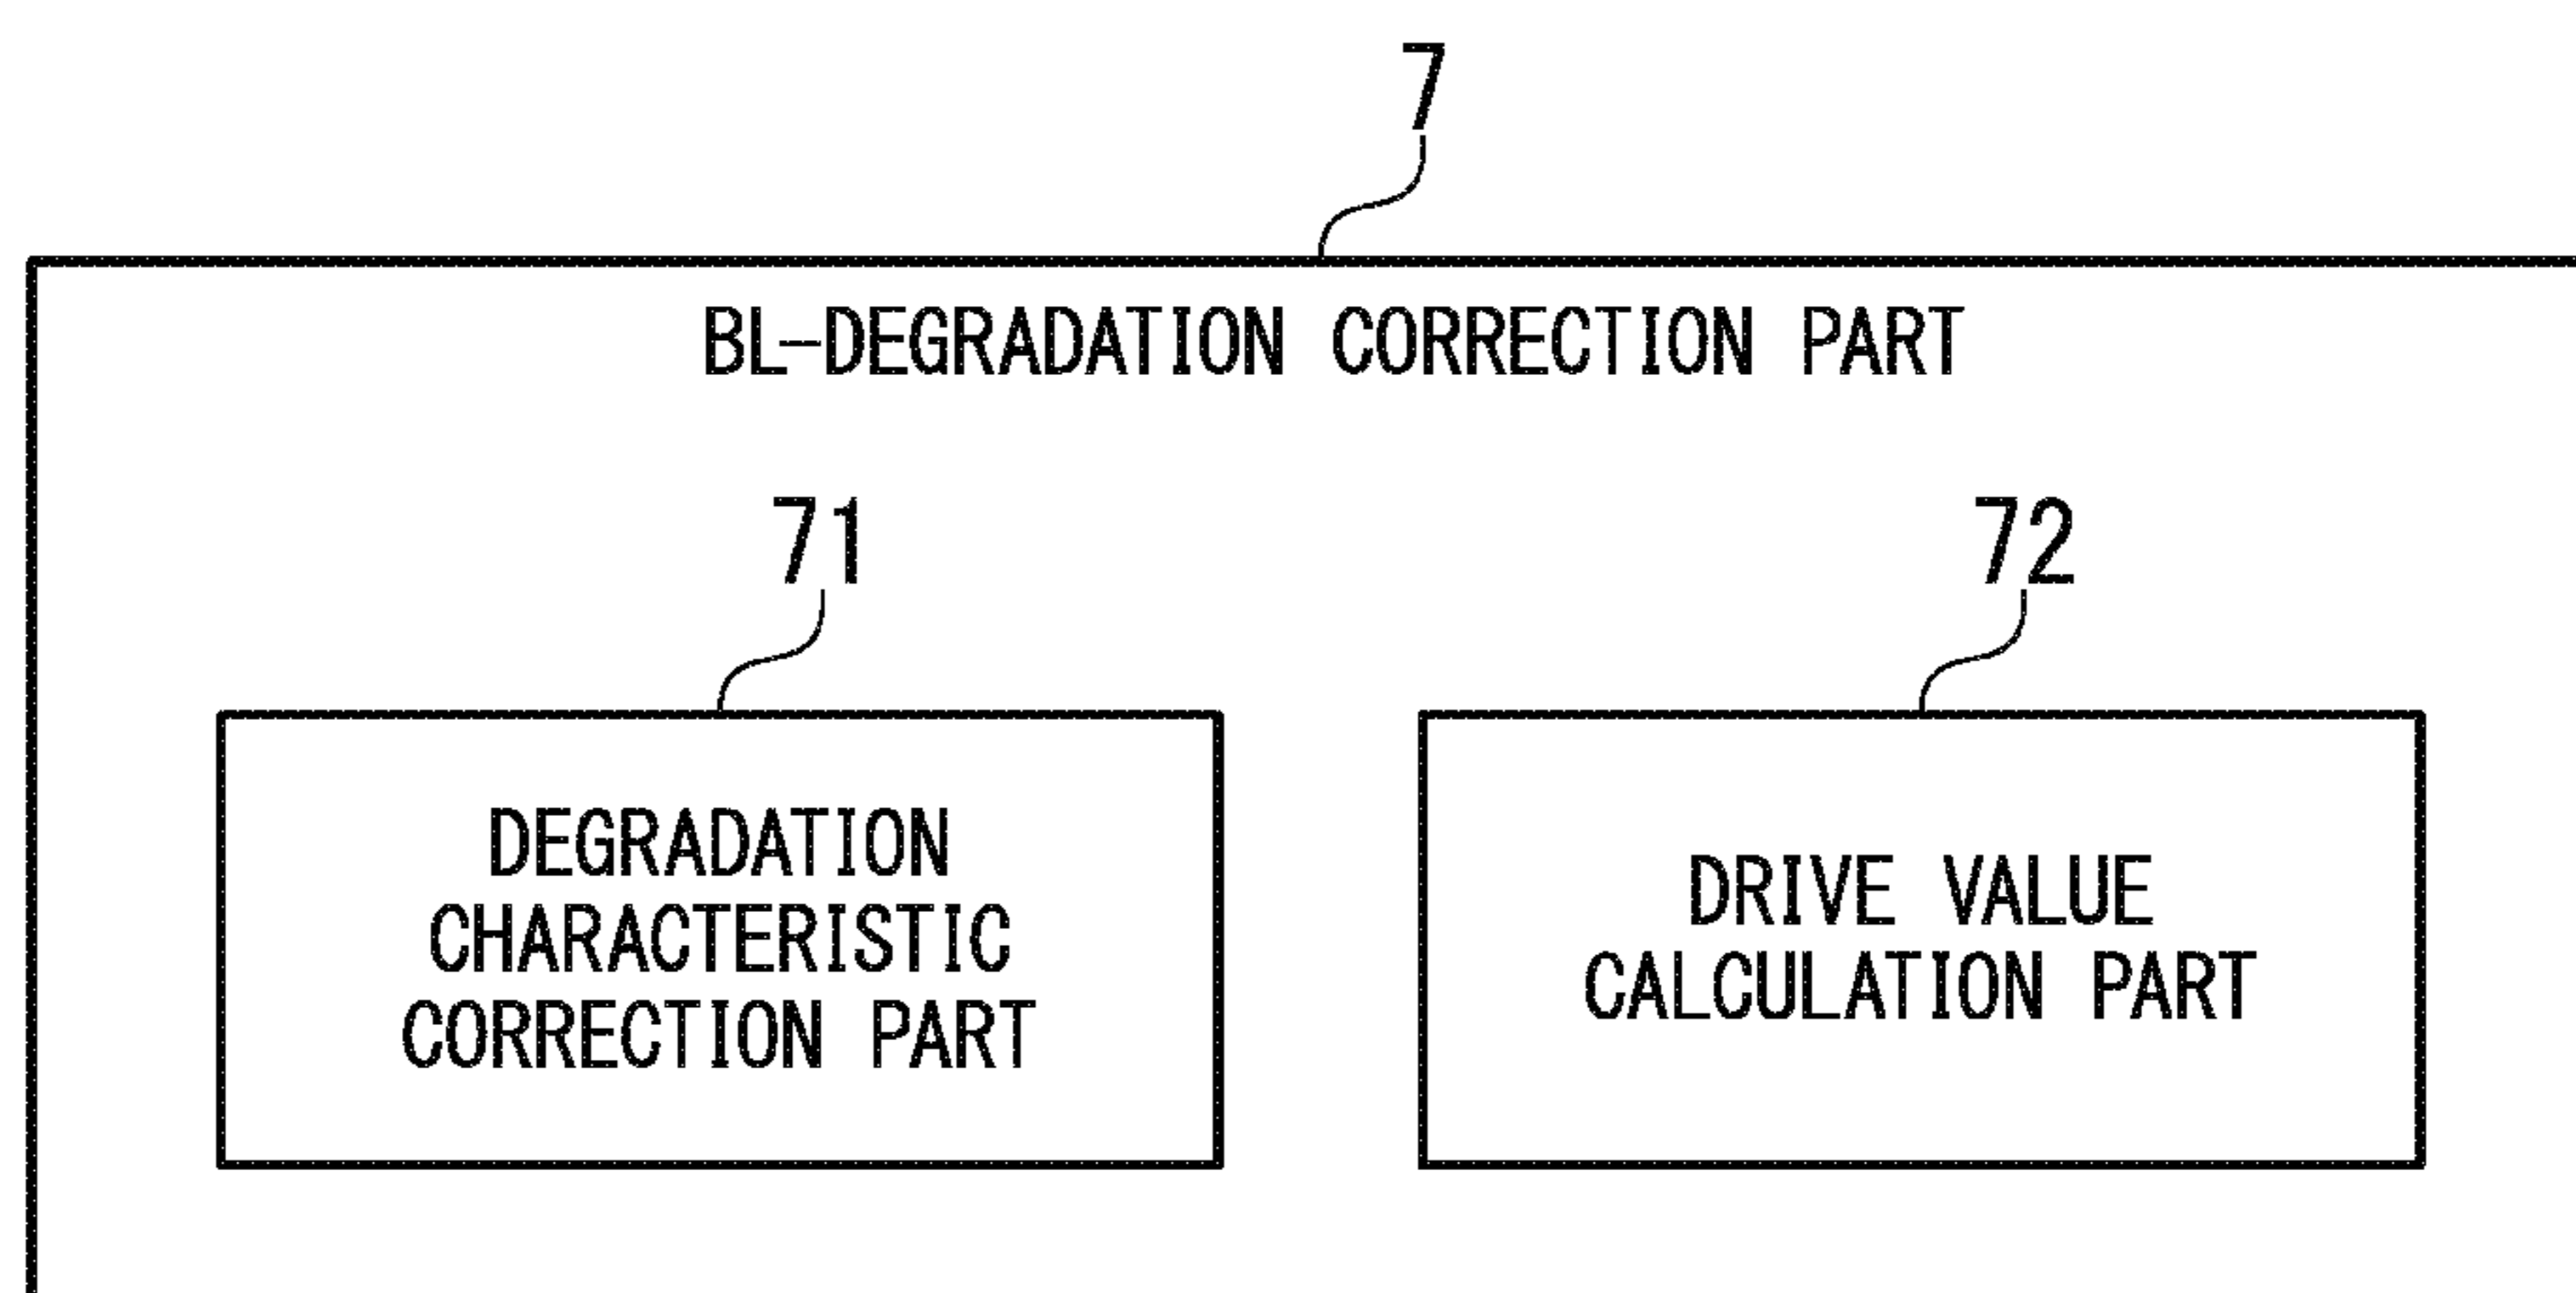 7
BL-DEGRADATION CORRECTION PART
71
72
DEGRADATION
CHARACTERISTIC
CORRECTION PART
DRIVE VALUE
CALCULATION PART